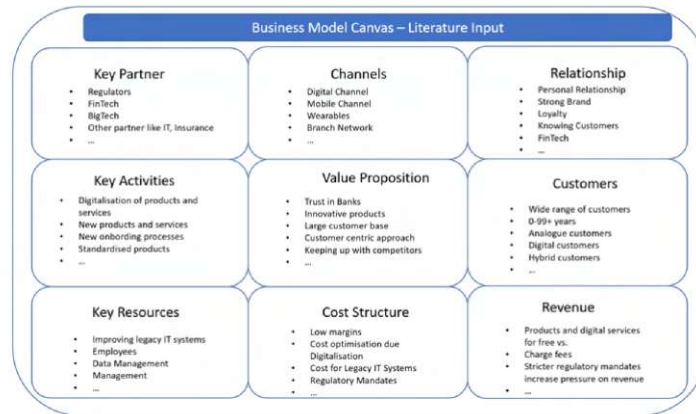 Business Model Canvas – Literature Input
Key Partner
• Regulators
• FinTech
• BigTech
• Other partner like IT, Insurance
• ...
Channels
• Digital Channel
• Mobile Channel
• Wearables
• Branch Network
• ...
Relationship
• Personal Relationship
• Strong Brand
• Loyalty
• Knowing Customers
• FinTech
• ...
Key Activities
• Digitalisation of products and
services
• New products and services
• New onbording processes
• Standardised products
• ...
Value Proposition
• Trust in Banks
• Innovative products
• Large customer base
• Customer centric approach
• Keeping up with competitors
• ...
Customers
• Wide range of customers
• 0-99+ years
• Analogue customers
• Digital customers
• Hybrid customers
• ...
Key Resources
• Improving legacy IT systems
• Employees
• Data Management
• Management
• ...
Cost Structure
• Low margins
• Cost optimisation due
Digitalisation
• Cost for Legacy IT Systems
• Regulatory Mandates
• ...
Revenue
• Products and digital services
for free vs.
• Charge fees
• Stricter regulatory mandates
increase pressure on revenue
• ...